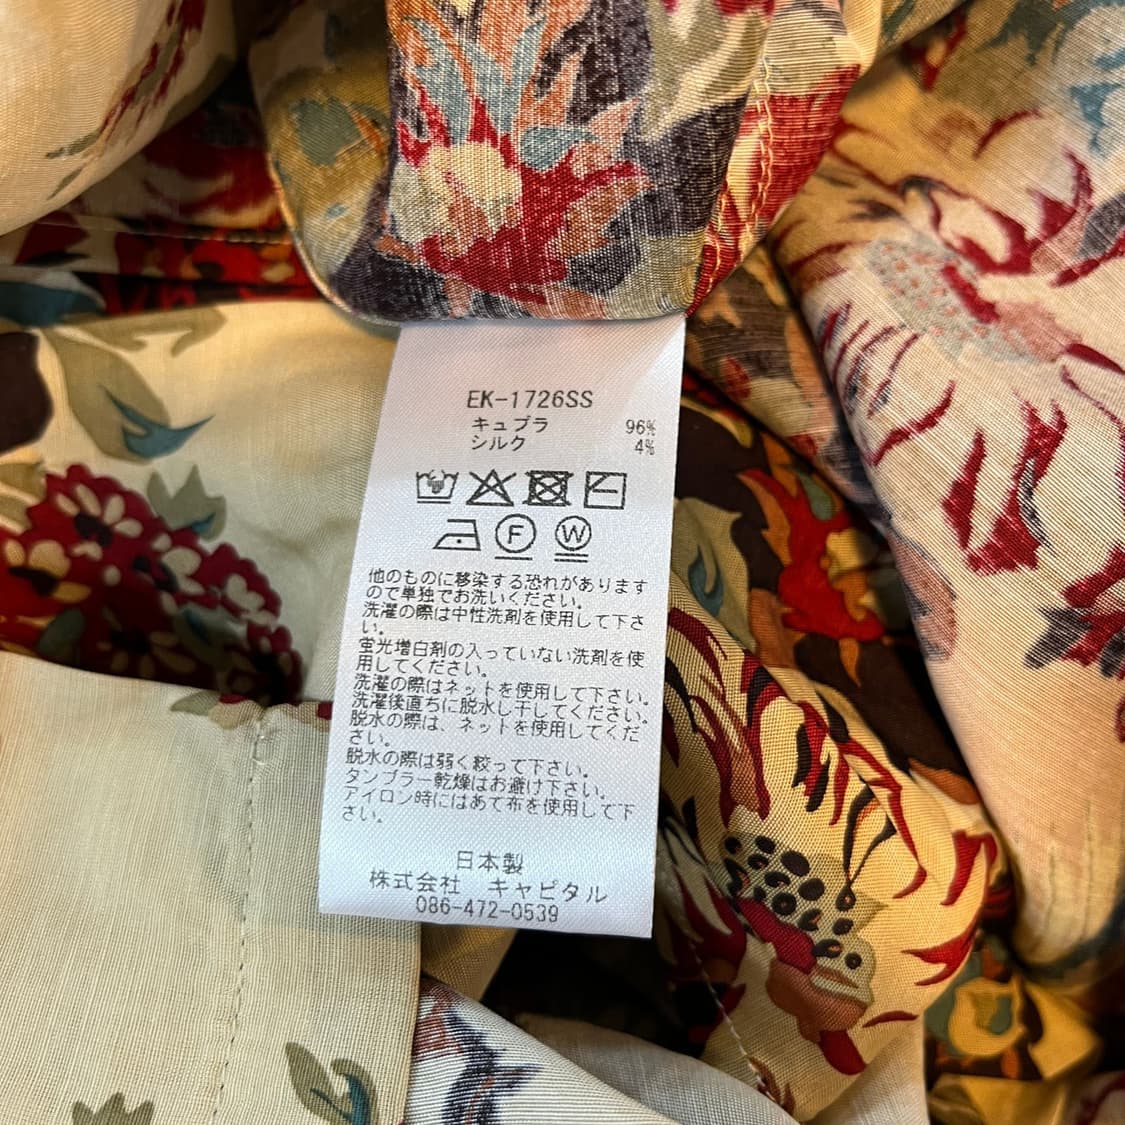 EK-1726SS
キュプラ 96%
シルク 4%
F W
他のものに移染する恐れがあります
ので単独でお洗いください。
洗濯の際は中性洗剤を使用して下さ
い。
蛍光増白剤の入っていない洗剤を使
用してください。
洗濯の際はネットを使用して下さい。
洗濯後直ちに脱水し干してください。
脱水の際は、ネットを使用してくだ
さい。
脱水の際は弱く絞って下さい。
タンブラー乾燥はお避け下さい。
アイロン時にはあて布を使用して下
さい。
日本製
株式会社 キャピタル
086-472-0539